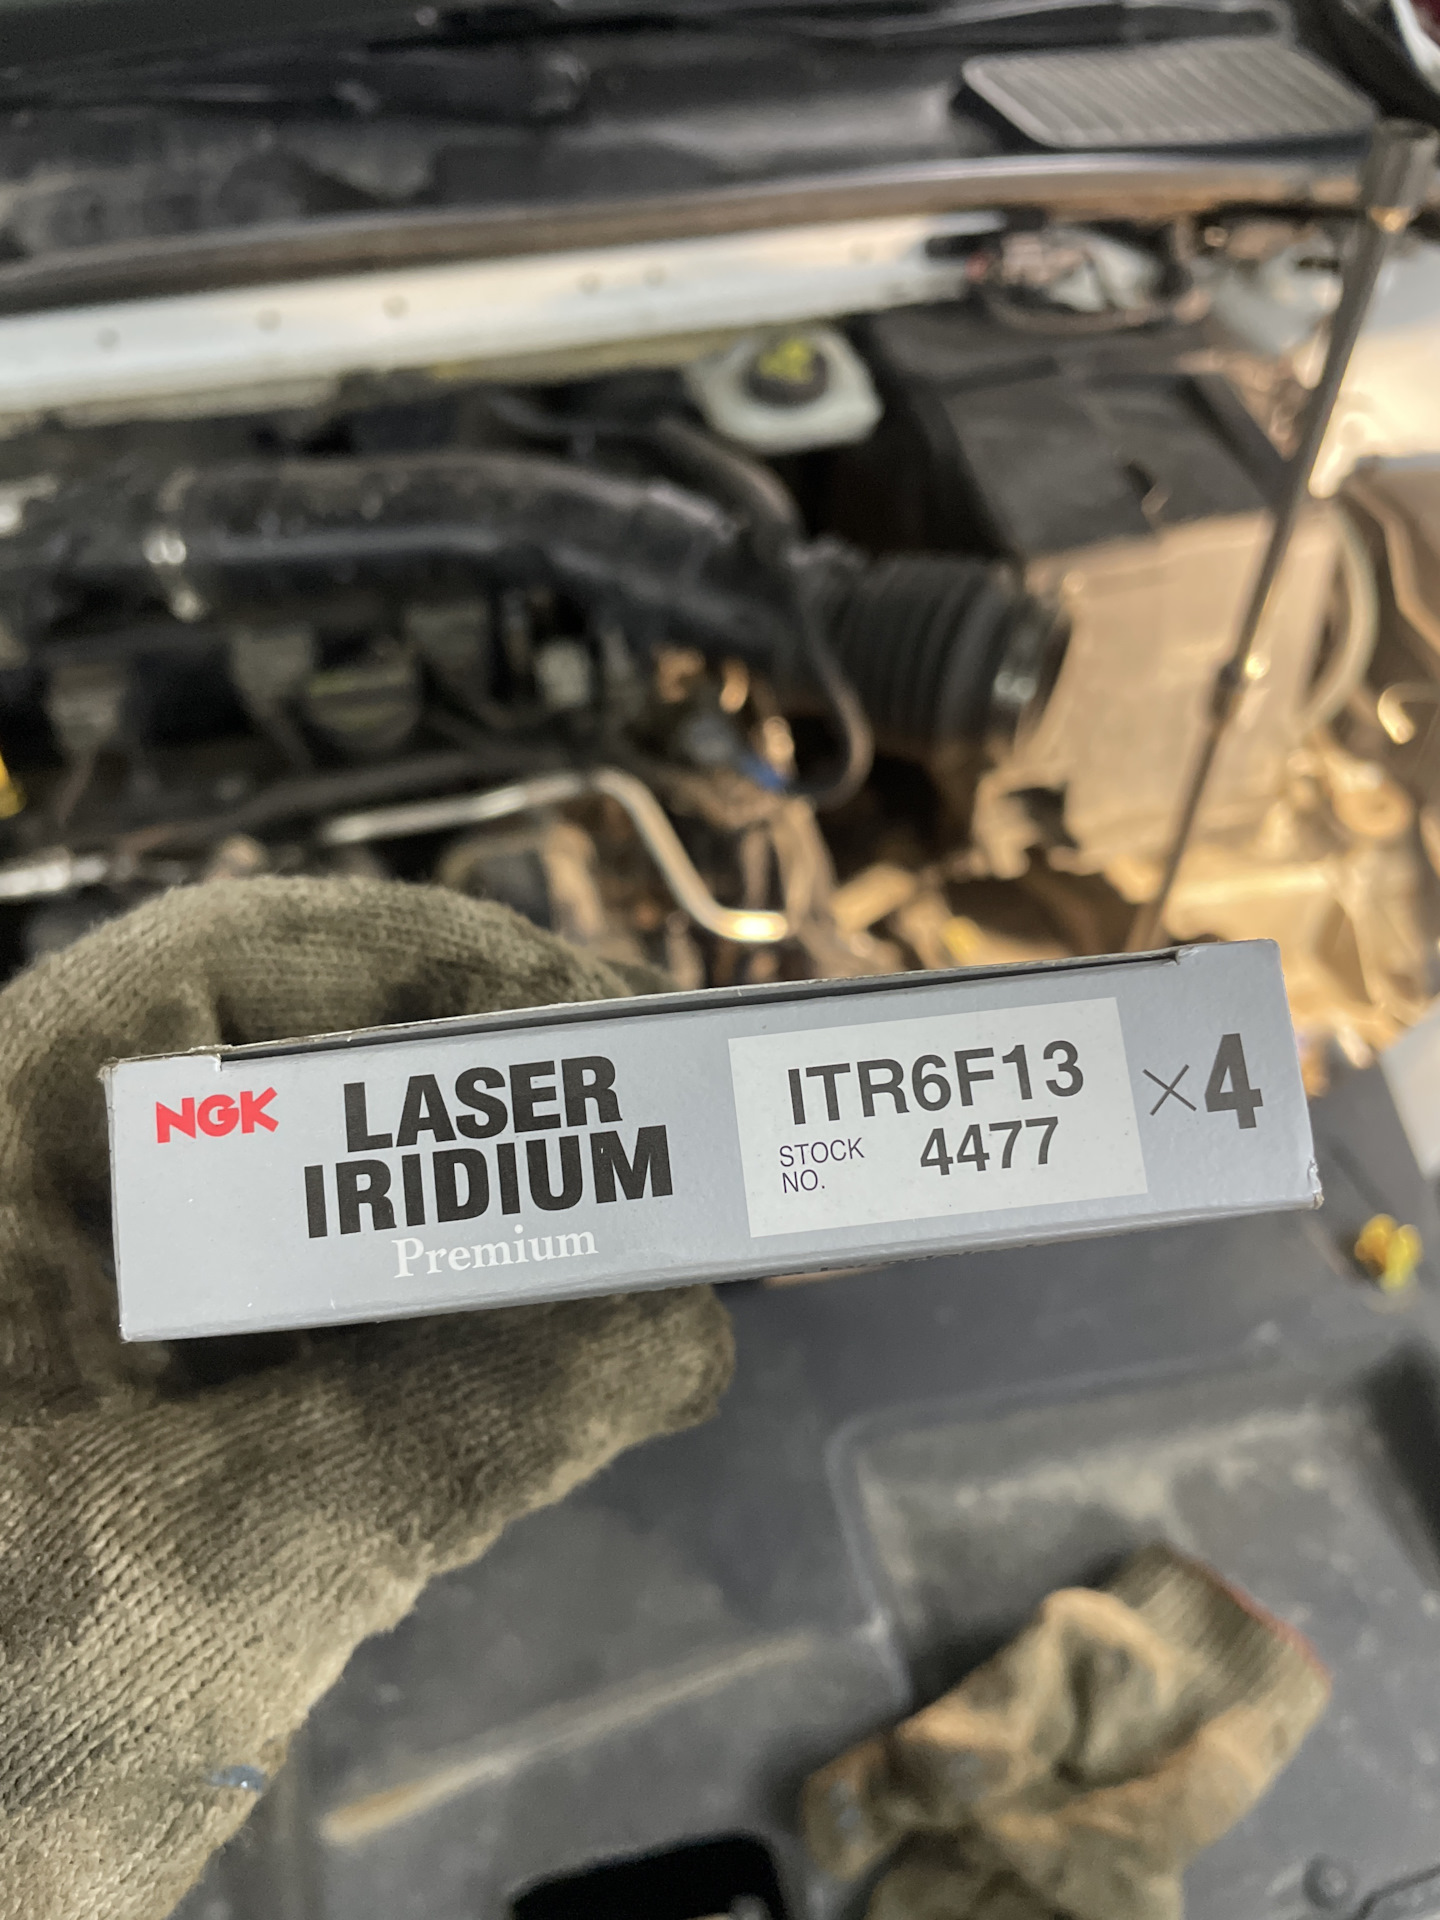 NGK
LASER
IRIDIUM
Premium
ITR6F13
STOCK NO. 4477
×4